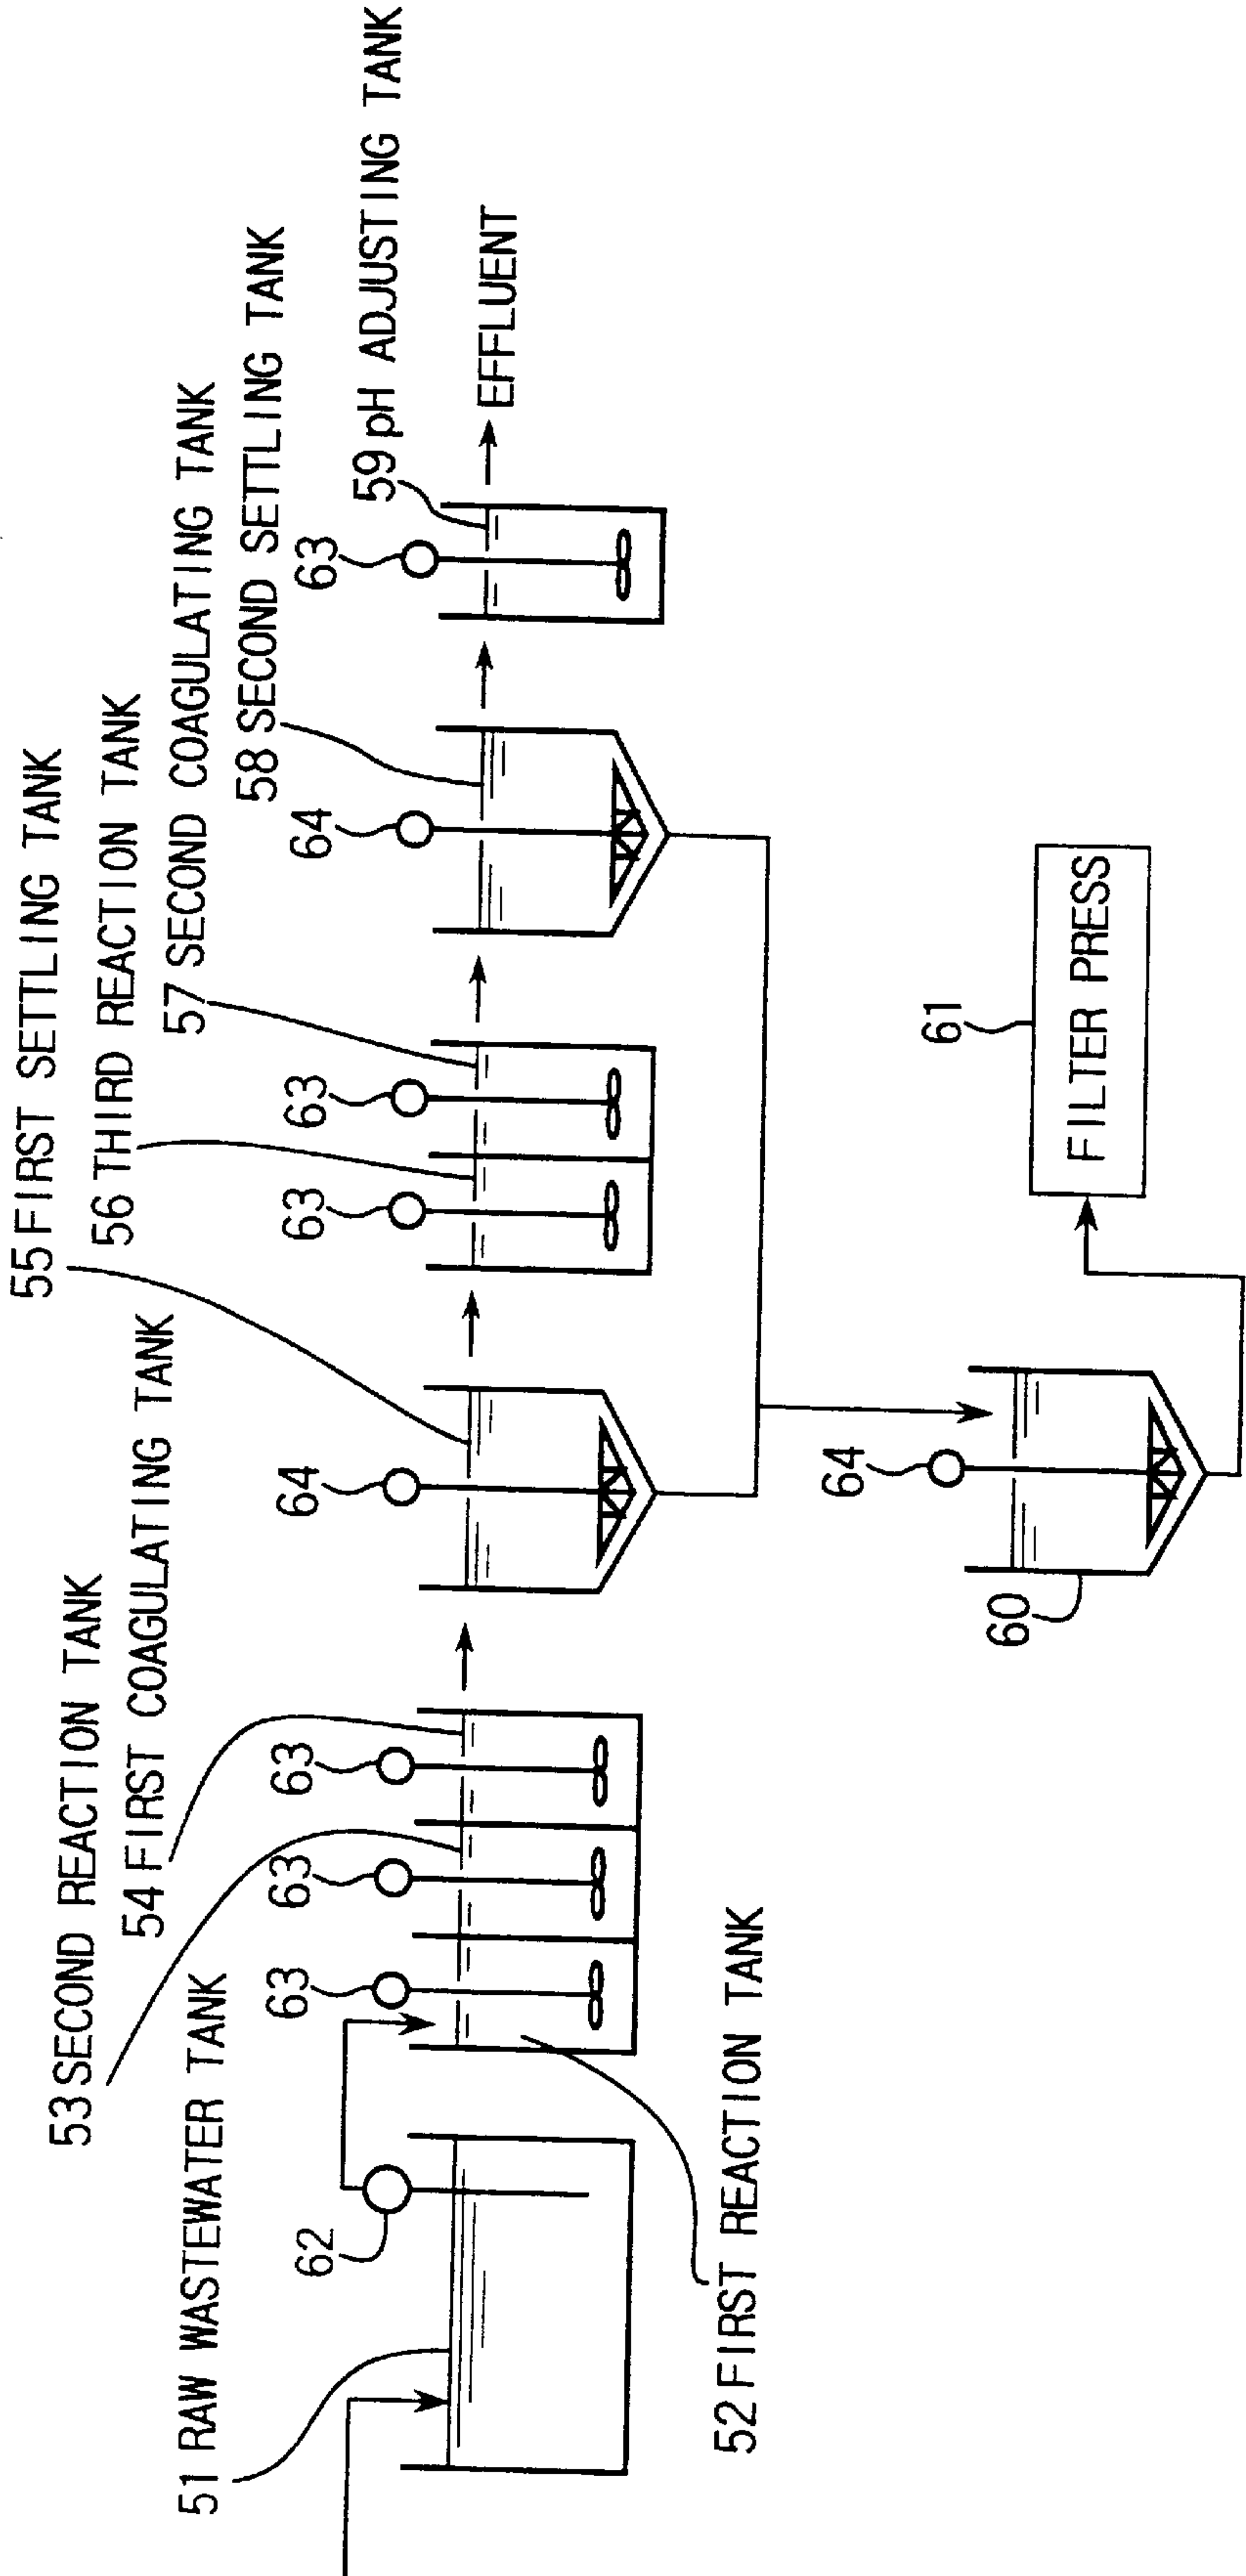 55 FIRST SETTLING TANK
56 THIRD REACTION TANK
57 SECOND COAGULATING TANK
58 SECOND SETTLING TANK
59 pH ADJUSTING TANK
53 SECOND REACTION TANK
54 FIRST COAGULATING TANK
51 RAW WASTEWATER TANK
62
63
63
63
64
63
63
64
63
EFFLUENT
52 FIRST REACTION TANK
60
64
61
FILTER PRESS